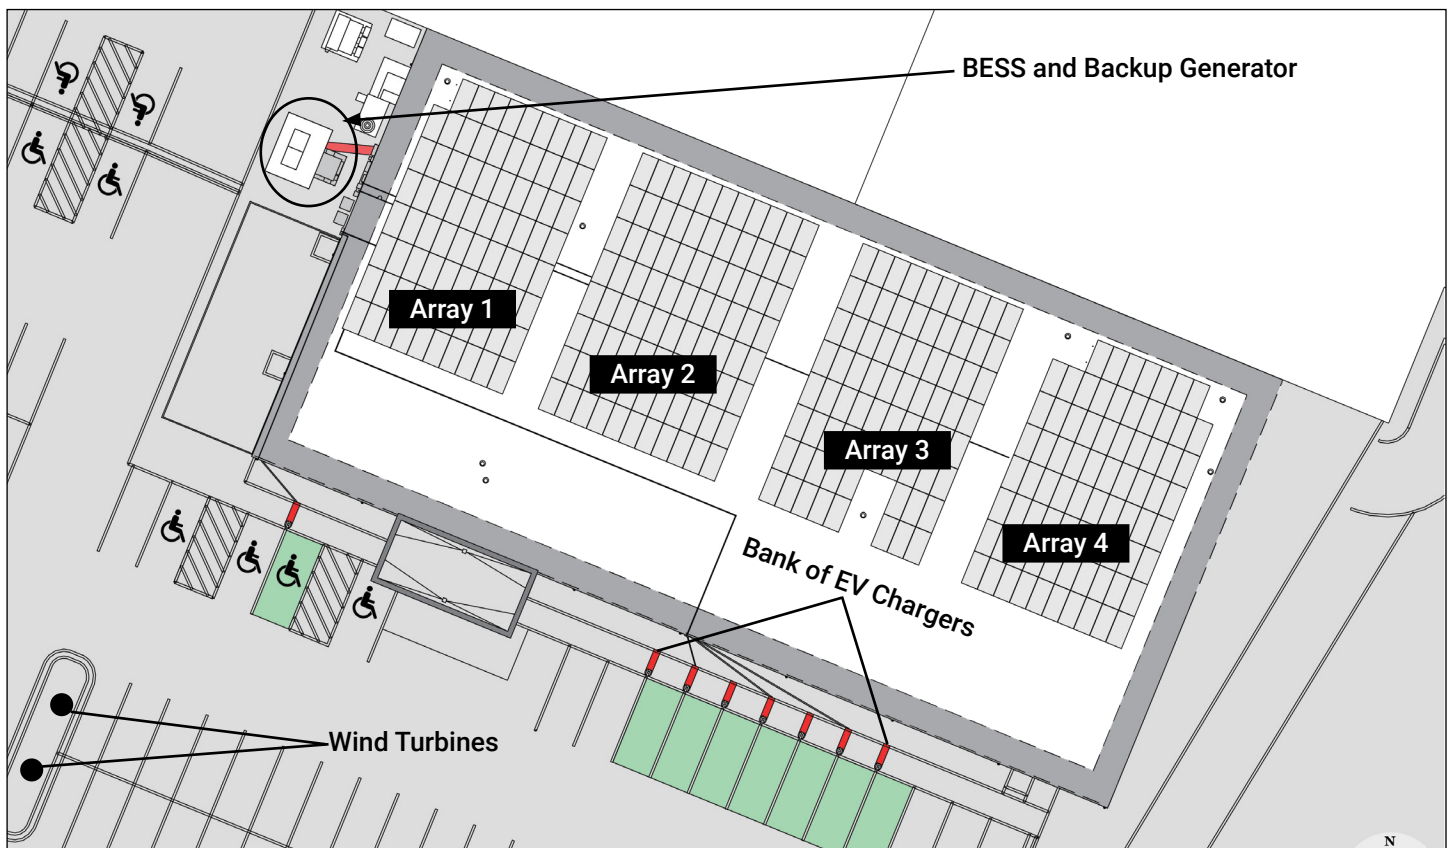 BESS and Backup Generator
Array 1
Array 2
Array 3
Array 4
Bank of EV Chargers
Wind Turbines
N